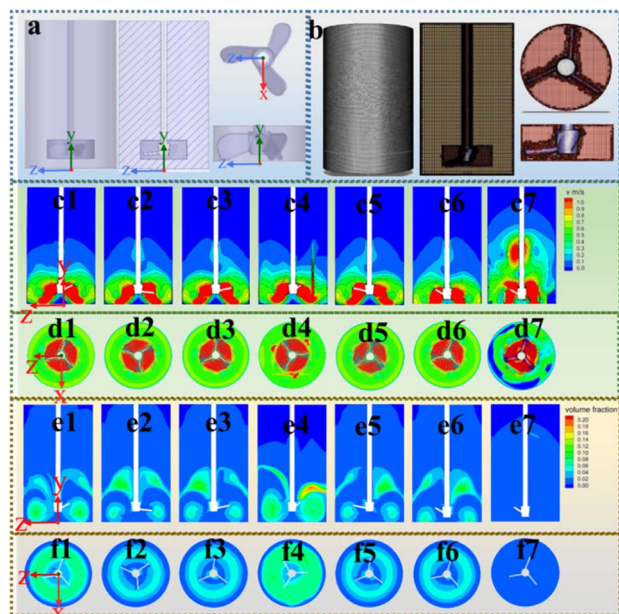 a
b
z
x
y
z
y
z
y
z
c1 c2 c3 c4 c5 c6 c7
v m/s
1.0
0.9
0.8
0.7
0.6
0.5
0.4
0.3
0.2
0.1
0.0
y
z
d1 d2 d3 d4 d5 d6 d7
z
x
e1 e2 e3 e4 e5 e6 e7
volume fraction
0.20
0.18
0.16
0.14
0.12
0.10
0.08
0.06
0.04
0.02
0.00
y
z
f1 f2 f3 f4 f5 f6 f7
z
x